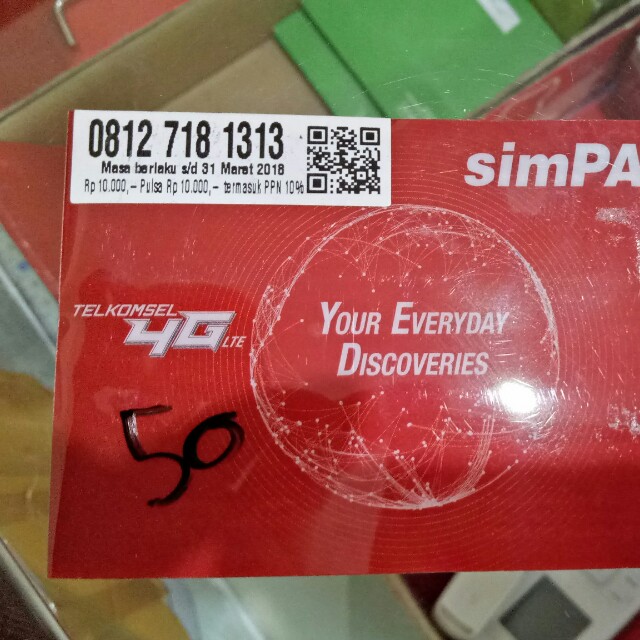 0812 718 1313
Masa berlaku s/d 31 Maret 2018
Rp 10.000,– Pulsa Rp 10.000,– termasuk PPN 10%
simPA
TELKOMSEL
4G LTE
YOUR EVERYDAY
DISCOVERIES
50